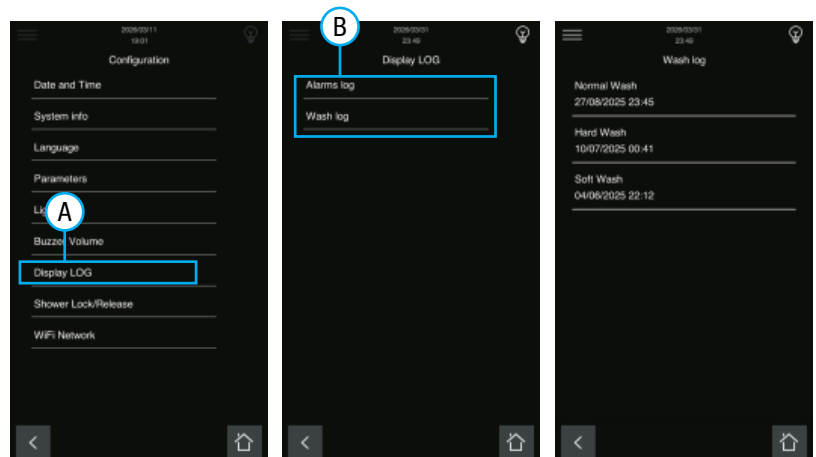 2026/03/11
19:01
Configuration
Date and Time
System info
Language
Parameters
A
Buzzer Volume
Display LOG
Shower Lock/Release
WiFi Network
B
2026/03/31
23:49
Display LOG
Alarms log
Wash log
2026/03/31
23:49
Wash log
Normal Wash
27/08/2025 23:45
Hard Wash
10/07/2025 00:41
Soft Wash
04/06/2025 22:12